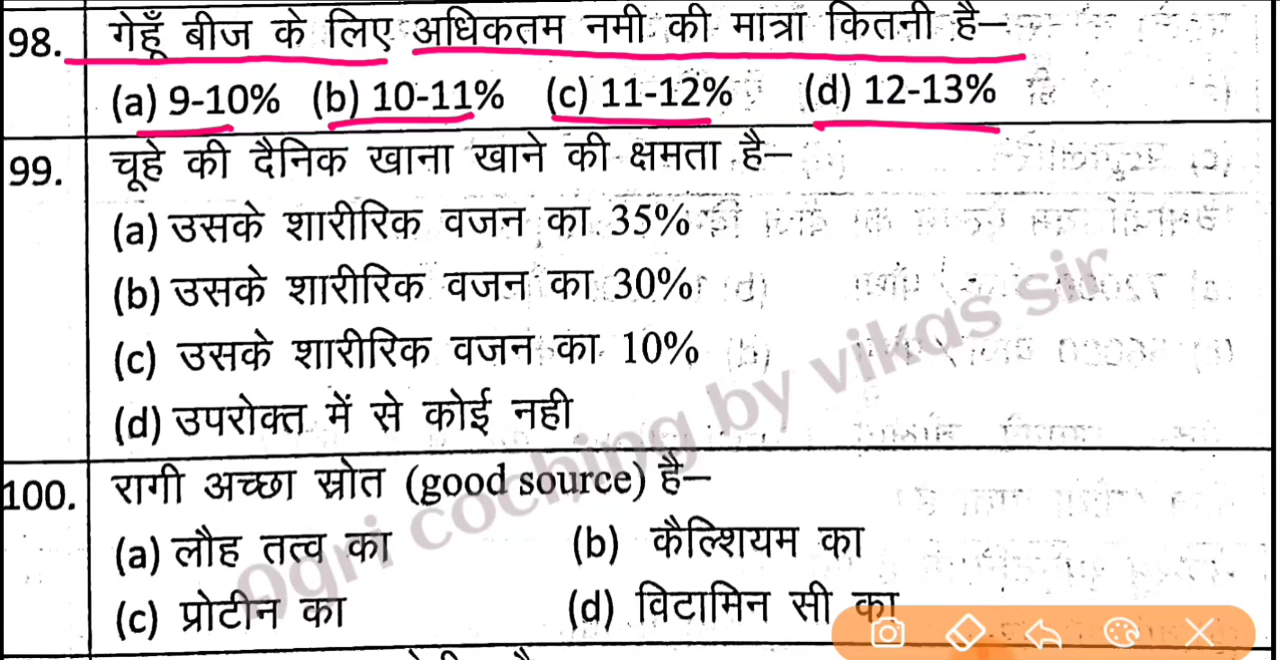 98. गेहूँ बीज के लिए अधिकतम नमी की मात्रा कितनी है–
(a) 9-10% (b) 10-11% (c) 11-12% (d) 12-13%
99. चूहे की दैनिक खाना खाने की क्षमता है–
(a) उसके शारीरिक वजन का 35%
(b) उसके शारीरिक वजन का 30%
(c) उसके शारीरिक वजन का 10%
(d) उपरोक्त में से कोई नही
100. रागी अच्छा स्रोत (good source) है–
(a) लौह तत्व का (b) कैल्शियम का
(c) प्रोटीन का (d) विटामिन सी का
Ogri coching by vikas sir